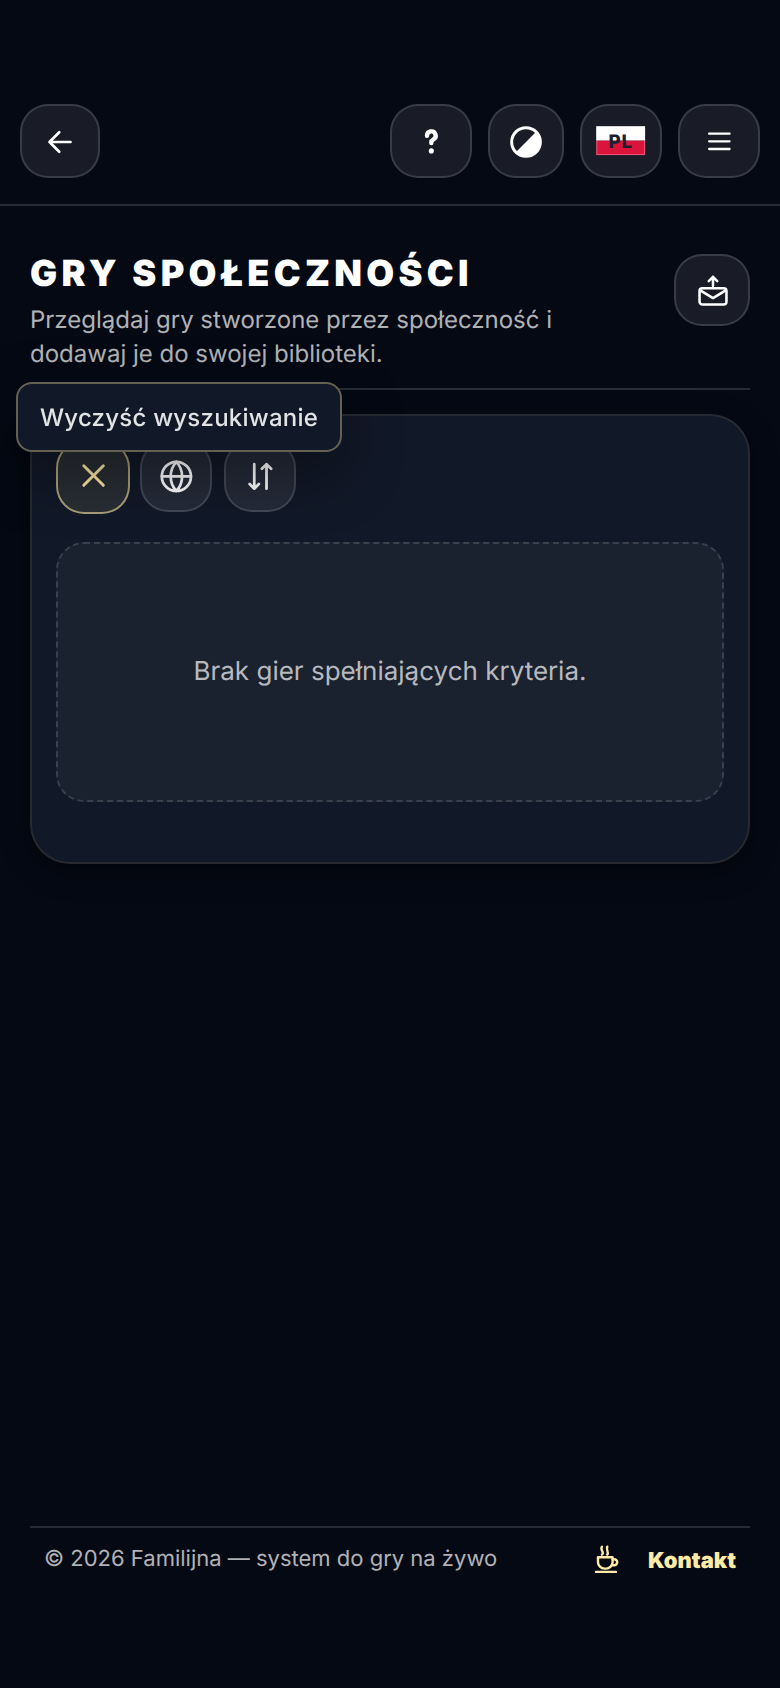 ?
PL
GRY SPOŁECZNOŚCI
Przeglądaj gry stworzone przez społeczność i
dodawaj je do swojej biblioteki.
Wyczyść wyszukiwanie
Brak gier spełniających kryteria.
© 2026 Familijna — system do gry na żywo
Kontakt